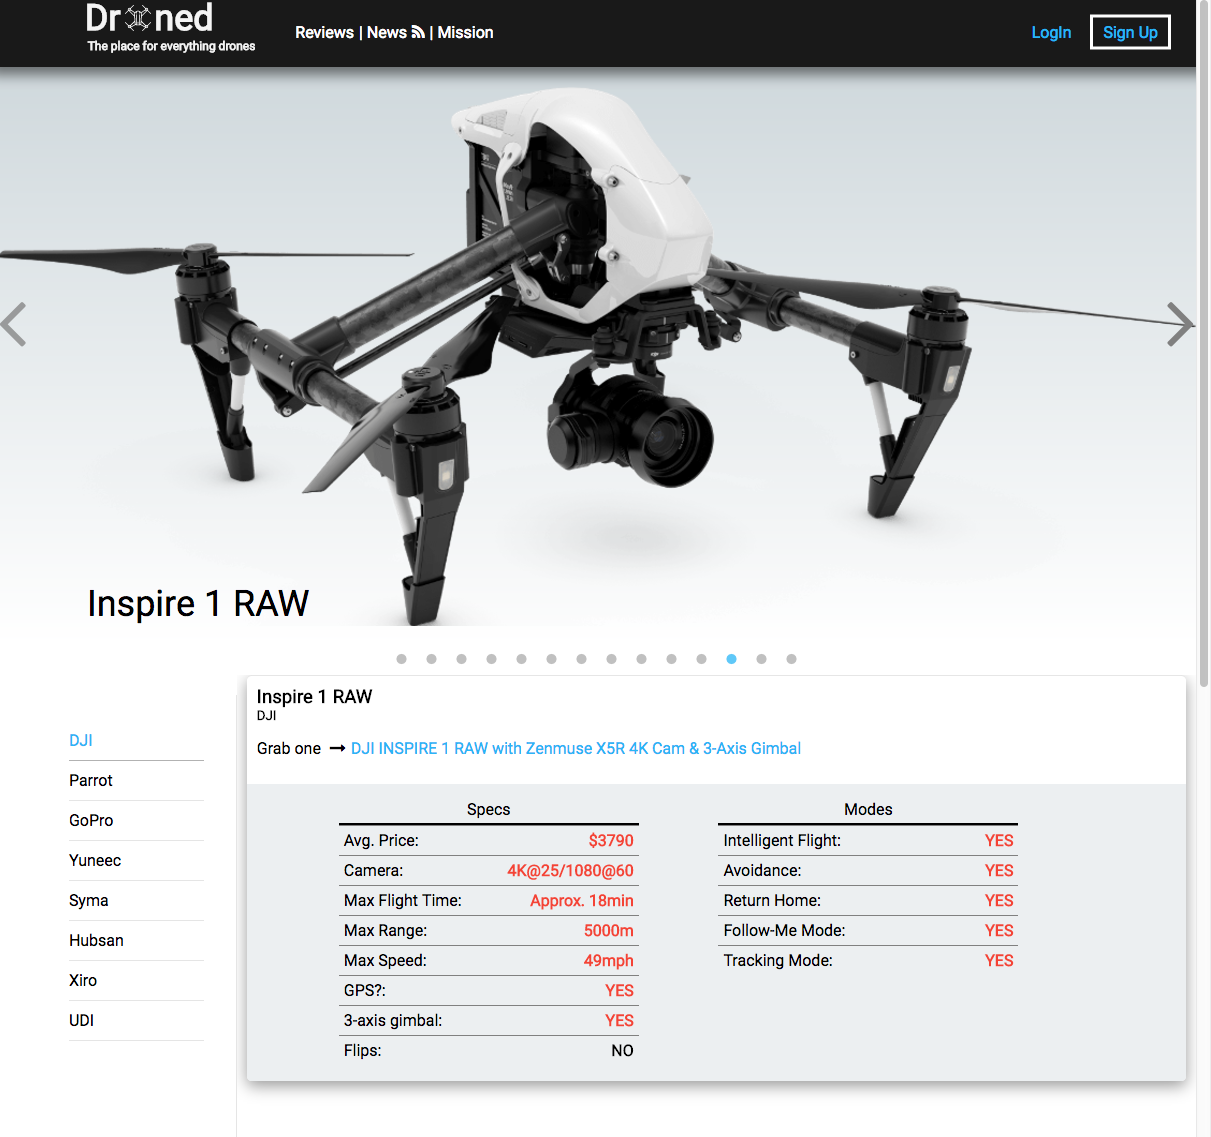 Droned
The place for everything drones
Reviews | News | Mission
LogIn
Sign Up
Inspire 1 RAW
DJI
Parrot
GoPro
Yuneec
Syma
Hubsan
Xiro
UDI
Inspire 1 RAW
DJI
Grab one → DJI INSPIRE 1 RAW with Zenmuse X5R 4K Cam & 3-Axis Gimbal
Specs
Avg. Price: $3790
Camera: 4K@25/1080@60
Max Flight Time: Approx. 18min
Max Range: 5000m
Max Speed: 49mph
GPS?: YES
3-axis gimbal: YES
Flips: NO
Modes
Intelligent Flight: YES
Avoidance: YES
Return Home: YES
Follow-Me Mode: YES
Tracking Mode: YES